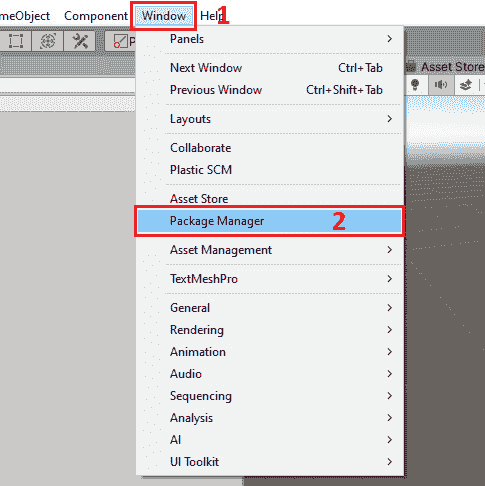 meObject Component Window 1 Help
Panels
Asset Store
Next Window Ctrl+Tab
Previous Window Ctrl+Shift+Tab
Layouts
Collaborate
Plastic SCM
Asset Store
Package Manager 2
Asset Management
TextMeshPro
General
Rendering
Animation
Audio
Sequencing
Analysis
AI
UI Toolkit